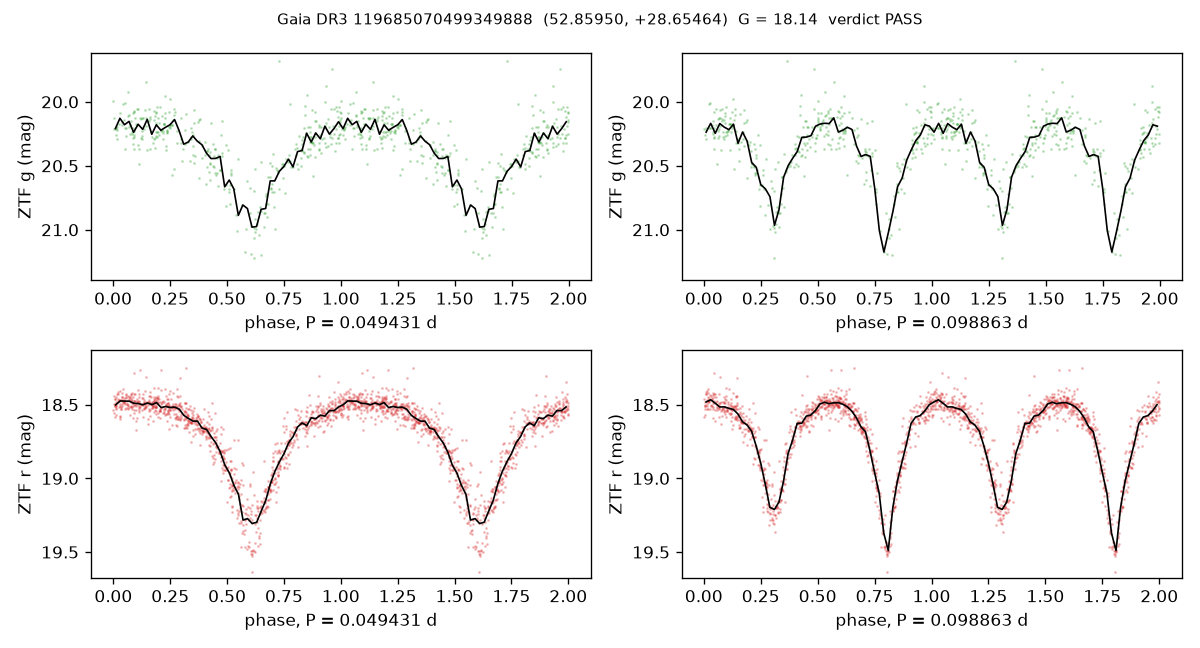 Gaia DR3 119685070499349888  (52.85950, +28.65464)  G = 18.14  verdict PASS
ZTF g (mag)
20.0
20.5
21.0
0.00 0.25 0.50 0.75 1.00 1.25 1.50 1.75 2.00
phase, P = 0.049431 d
ZTF g (mag)
20.0
20.5
21.0
0.00 0.25 0.50 0.75 1.00 1.25 1.50 1.75 2.00
phase, P = 0.098863 d
ZTF r (mag)
18.5
19.0
19.5
0.00 0.25 0.50 0.75 1.00 1.25 1.50 1.75 2.00
phase, P = 0.049431 d
ZTF r (mag)
18.5
19.0
19.5
0.00 0.25 0.50 0.75 1.00 1.25 1.50 1.75 2.00
phase, P = 0.098863 d